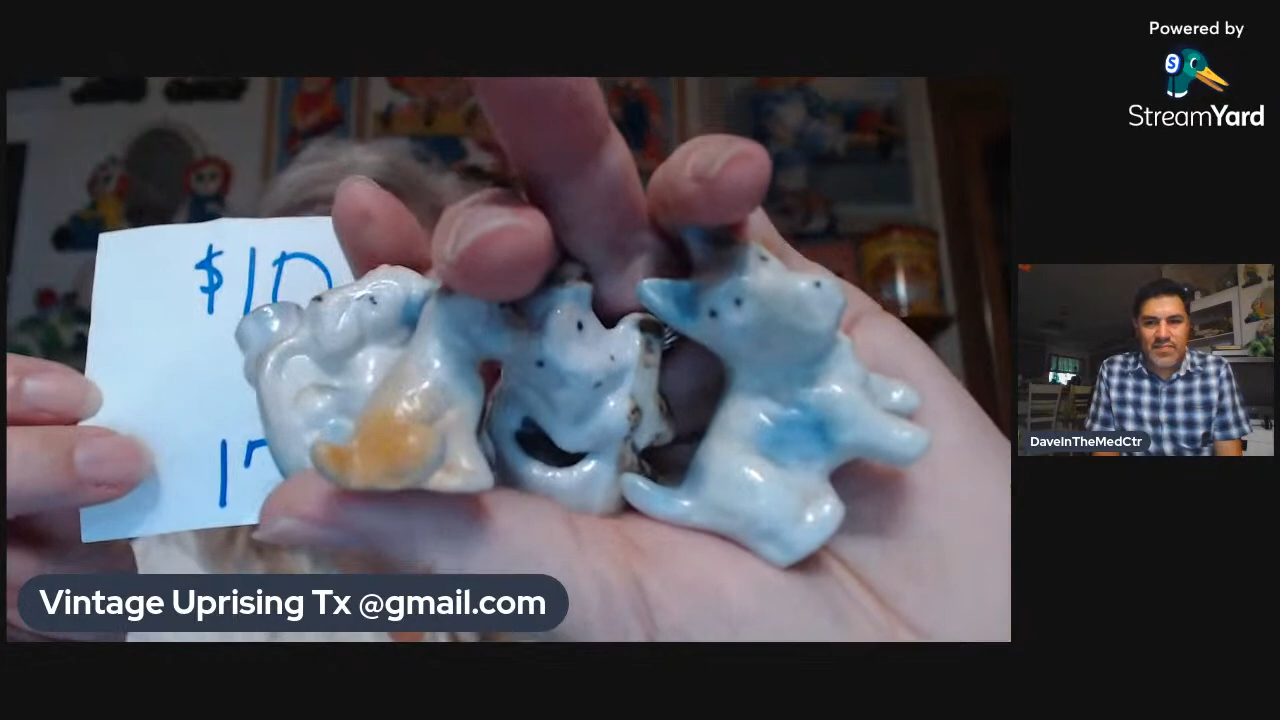 Powered by
S
StreamYard
$10
DaveInTheMedCtr
Vintage Uprising Tx @gmail.com